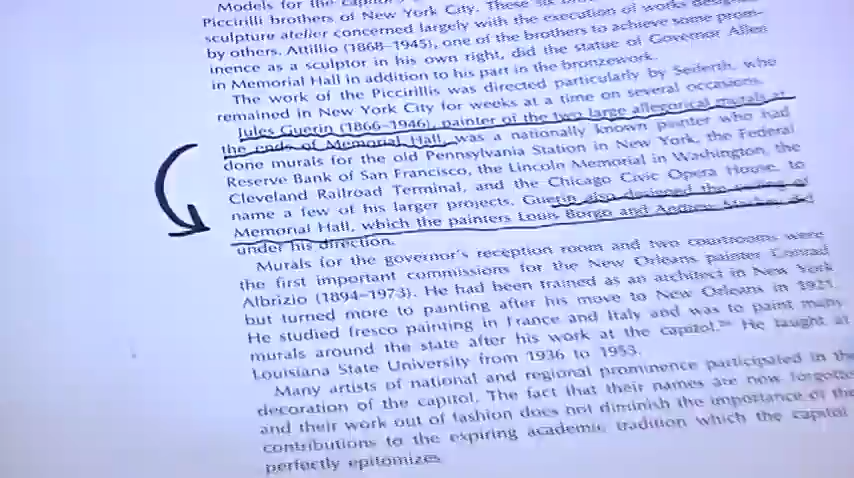 Models for the capitol
Piccirilli brothers of New York City. These six
sculpture atelier concerned largely with the execution of works
by others. Attilio (1868–1945), one of the brothers to achieve some prom-
inence as a sculptor in his own right, did the statue of Governor Allen
in Memorial Hall in addition to his part in the bronzework.
The work of the Piccirillis was directed particularly by Seiferth, who
remained in New York City for weeks at a time on several occasions.
Jules Guerin (1866–1946), painter of the two large allegorical murals at
the ends of Memorial Hall, was a nationally known painter who had
done murals for the old Pennsylvania Station in New York, the Federal
Reserve Bank of San Francisco, the Lincoln Memorial in Washington, the
Cleveland Railroad Terminal, and the Chicago Civic Opera House, to
name a few of his larger projects. Guerin also designed the of
Memorial Hall, which the painters Louis Borgo and Andrew did
under his direction.
Murals for the governor's reception room and two courtrooms were
the first important commissions for the New Orleans painter Conrad
Albrizio (1894–1973). He had been trained as an architect in New York
but turned more to painting after his move to New Orleans in 1921.
He studied fresco painting in France and Italy and was to paint many
murals around the state after his work at the capitol. He taught at
Louisiana State University from 1936 to 1953.
Many artists of national and regional prominence participated in the
decoration of the capitol. The fact that their names are now forgotten
and their work out of fashion does not diminish the importance of the
contributions to the expiring academic tradition which the capitol
perfectly epitomizes.